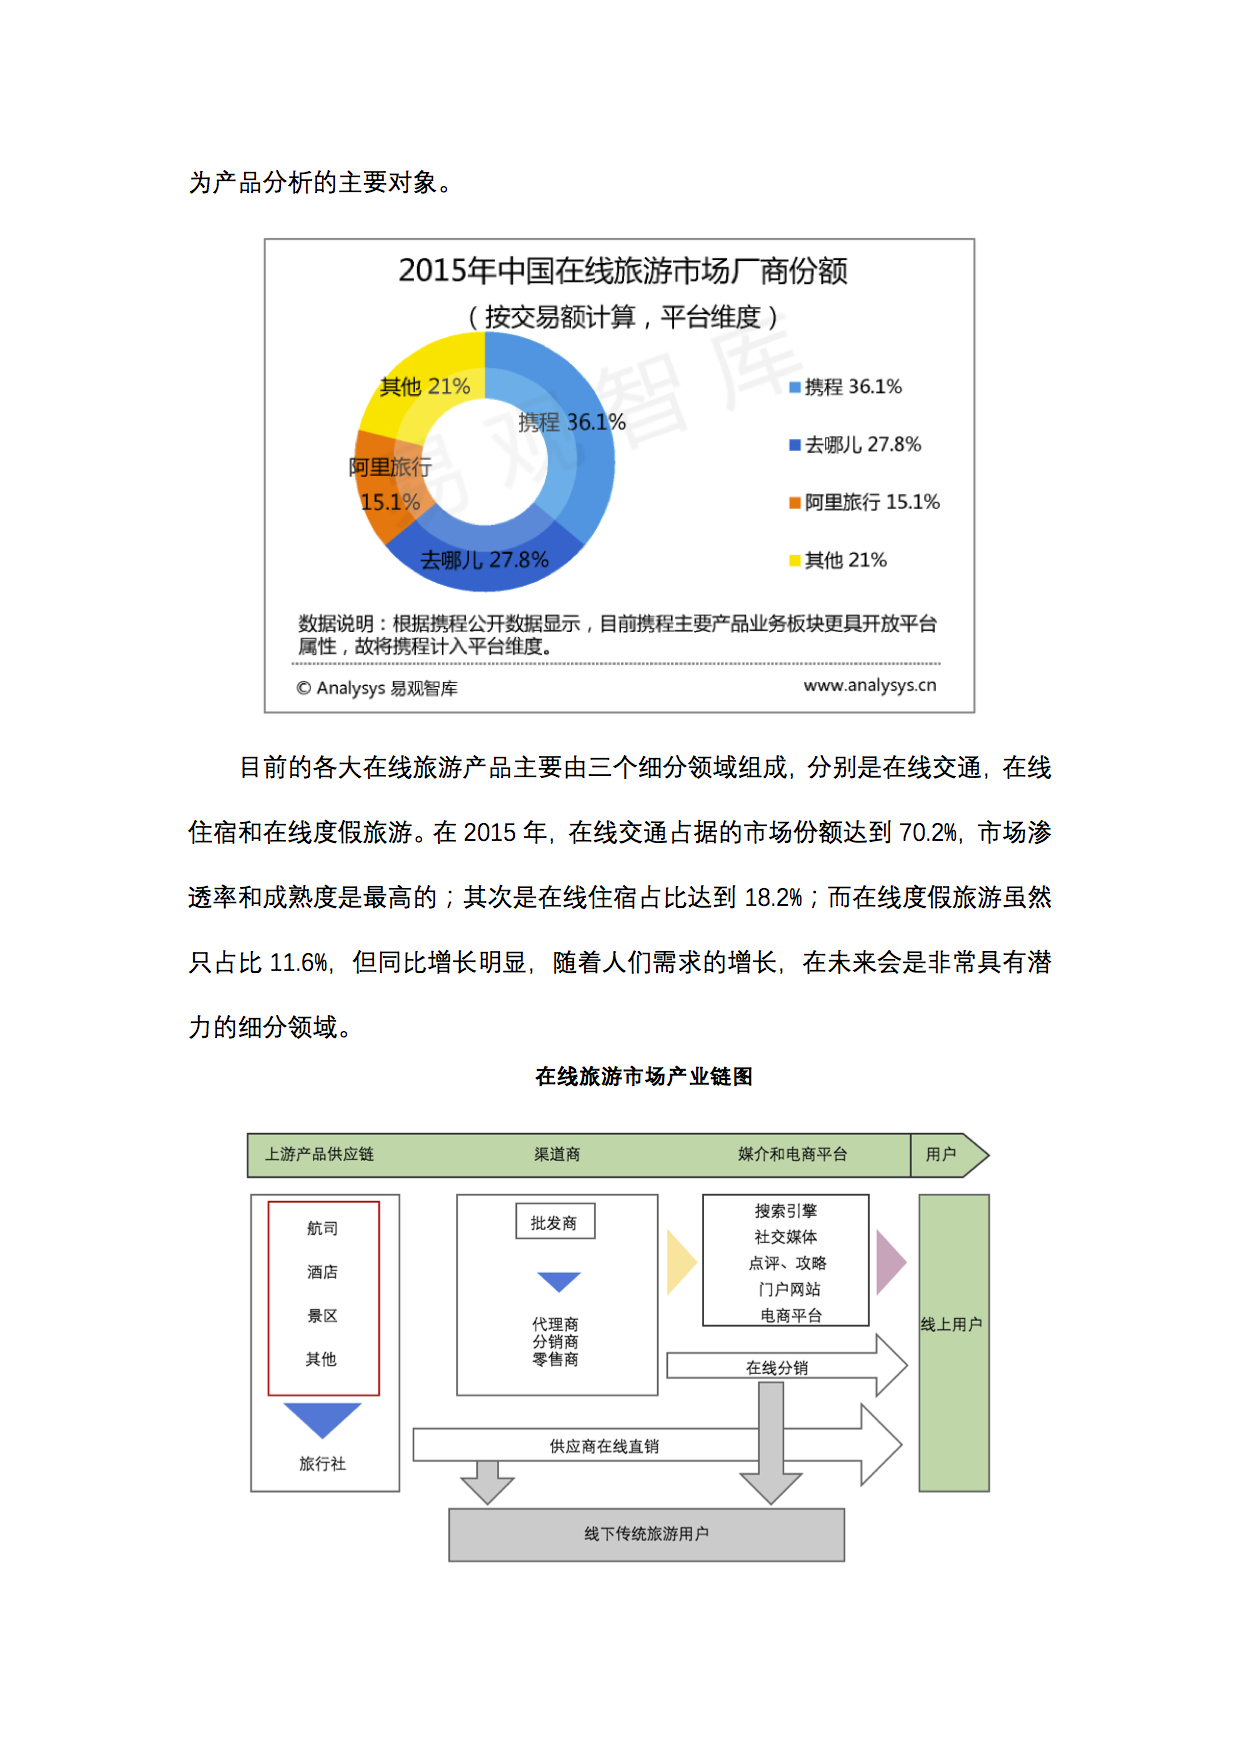 为产品分析的主要对象。
2015年中国在线旅游市场厂商份额
（按交易额计算，平台维度）
易观智库
其他 21%
携程 36.1%
阿里旅行
15.1%
去哪儿 27.8%
携程 36.1%
去哪儿 27.8%
阿里旅行 15.1%
其他 21%
数据说明：根据携程公开数据显示，目前携程主要产品业务板块更具开放平台
属性，故将携程计入平台维度。
© Analysys 易观智库
www.analysys.cn
目前的各大在线旅游产品主要由三个细分领域组成，分别是在线交通，在线
住宿和在线度假旅游。在 2015 年，在线交通占据的市场份额达到 70.2%，市场渗
透率和成熟度是最高的；其次是在线住宿占比达到 18.2%；而在线度假旅游虽然
只占比 11.6%，但同比增长明显，随着人们需求的增长，在未来会是非常具有潜
力的细分领域。
在线旅游市场产业链图
上游产品供应链
渠道商
媒介和电商平台
用户
航司
酒店
景区
其他
旅行社
批发商
代理商
分销商
零售商
搜索引擎
社交媒体
点评、攻略
门户网站
电商平台
线上用户
在线分销
供应商在线直销
线下传统旅游用户